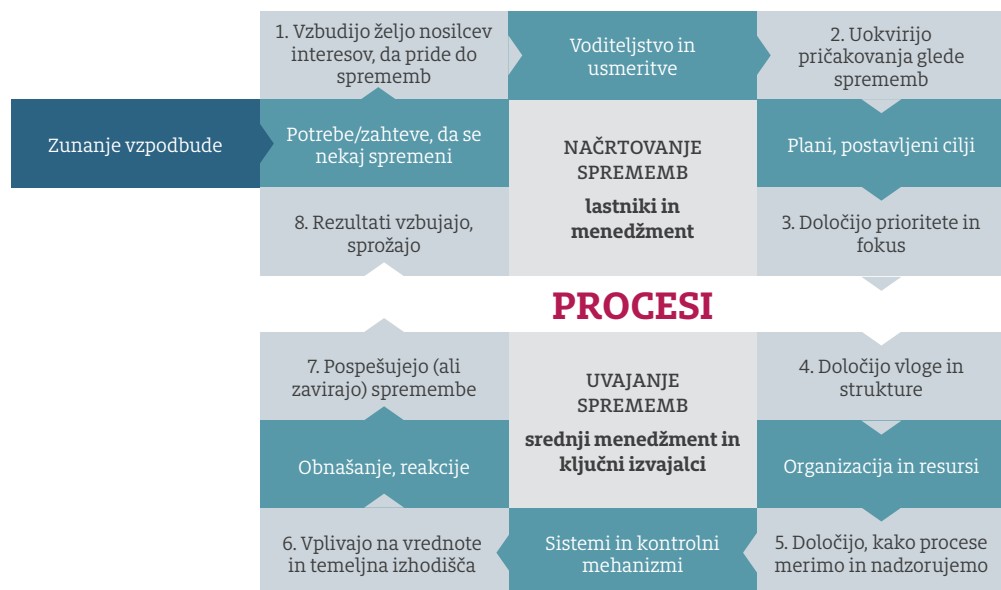 1. Vzbudijo željo nosilcev
interesov, da pride do
sprememb
Voditeljstvo in
usmeritve
2. Uokvirijo
pričakovanja glede
sprememb
Zunanje vzpodbude
Potrebe/zahteve, da se
nekaj spremeni
NAČRTOVANJE
SPREMEMB
lastniki in
menedžment
Plani, postavljeni cilji
8. Rezultati vzbujajo,
sprožajo
3. Določijo prioritete in
fokus
PROCESI
7. Pospešujejo (ali
zavirajo) spremembe
UVAJANJE
SPREMEMB
srednji menedžment in
ključni izvajalci
4. Določijo vloge in
strukture
Obnašanje, reakcije
Organizacija in resursi
6. Vplivajo na vrednote
in temeljna izhodišča
Sistemi in kontrolni
mehanizmi
5. Določijo, kako procese
merimo in nadzorujemo